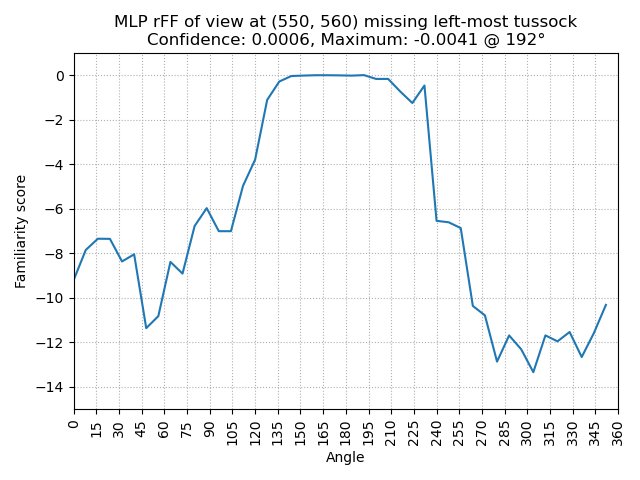 MLP rFF of view at (550, 560) missing left-most tussock
Confidence: 0.0006, Maximum: -0.0041 @ 192°
Familiarity score
0
−2
−4
−6
−8
−10
−12
−14
0 15 30 45 60 75 90 105 120 135 150 165 180 195 210 225 240 255 270 285 300 315 330 345 360
Angle